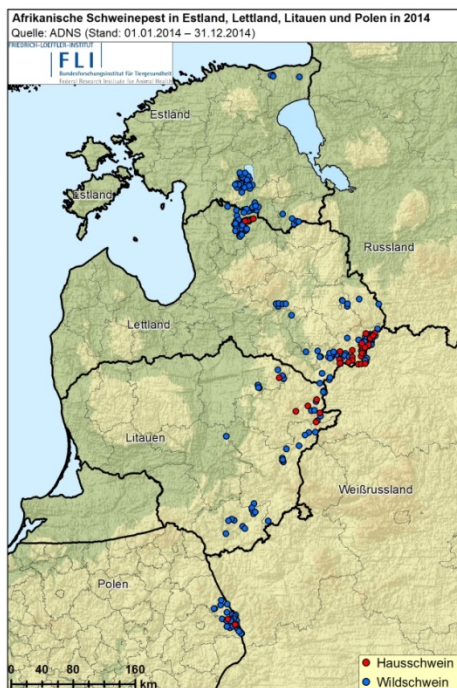 Afrikanische Schweinepest in Estland, Lettland, Litauen und Polen in 2014
Quelle: ADNS (Stand: 01.01.2014 – 31.12.2014)
FRIEDRICH-LOEFFLER-INSTITUT
FLI
Bundesforschungsinstitut für Tiergesundheit
Federal Research Institute for Animal Health
Estland
Estland
Russland
Lettland
Litauen
Weißrussland
Polen
0 40 80 160
km
Hausschwein
Wildschwein